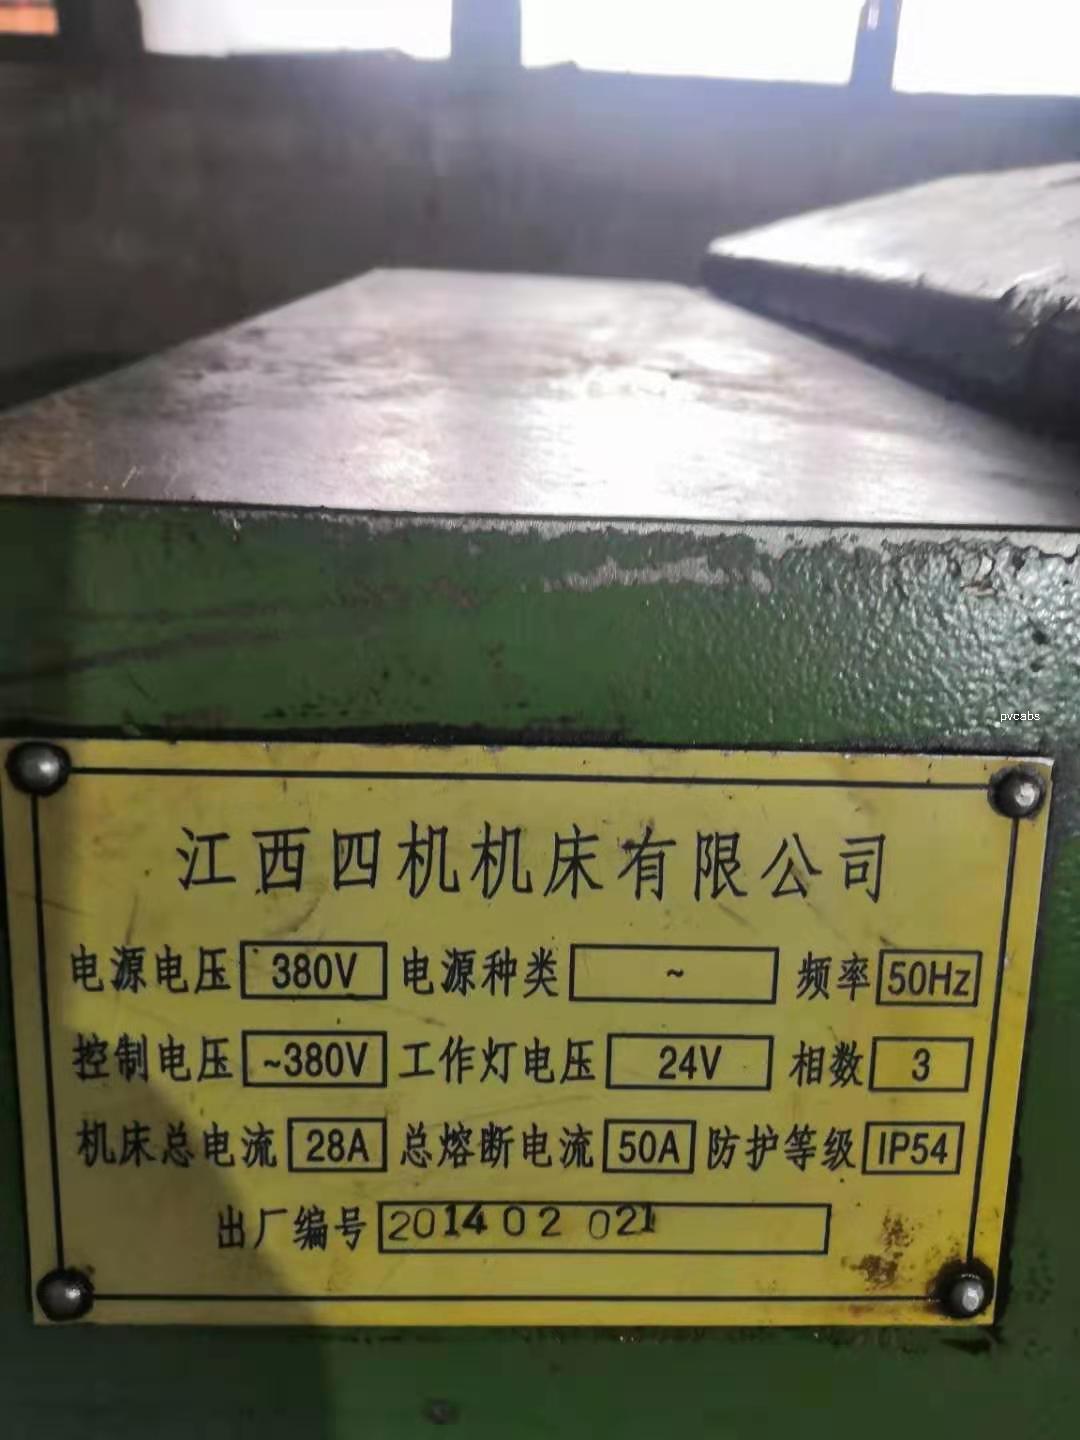 pvcabs
江西四机机床有限公司
电源电压 380V 电源种类 ~ 频率 50Hz
控制电压 ~380V 工作灯电压 24V 相数 3
机床总电流 28A 总熔断电流 50A 防护等级 IP54
出厂编号 201402 021